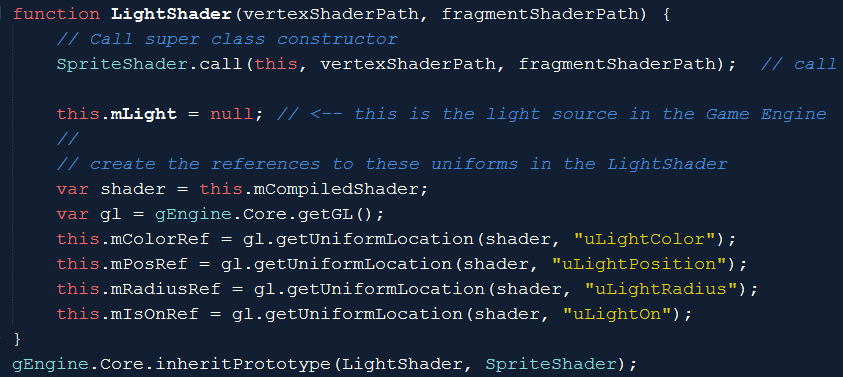 function LightShader(vertexShaderPath, fragmentShaderPath) {
// Call super class constructor
SpriteShader.call(this, vertexShaderPath, fragmentShaderPath);  // call
this.mLight = null; // <-- this is the light source in the Game Engine
//
// create the references to these uniforms in the LightShader
var shader = this.mCompiledShader;
var gl = gEngine.Core.getGL();
this.mColorRef = gl.getUniformLocation(shader, "uLightColor");
this.mPosRef = gl.getUniformLocation(shader, "uLightPosition");
this.mRadiusRef = gl.getUniformLocation(shader, "uLightRadius");
this.mIsOnRef = gl.getUniformLocation(shader, "uLightOn");
}
gEngine.Core.inheritPrototype(LightShader, SpriteShader);